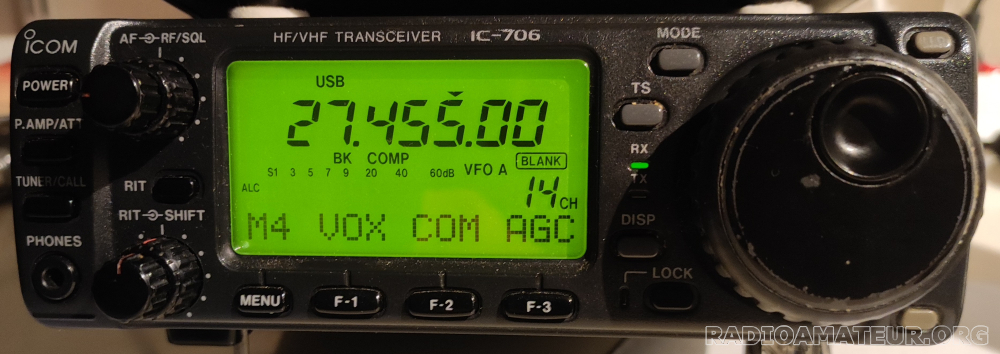 ICOM
AF RF/SQL
HF/VHF TRANSCEIVER IC-706
MODE
POWER
P.AMP/ATT
TUNER/CALL
RIT
RIT SHIFT
PHONES
USB
27.455.00
BK COMP
S1 3 5 7 9 20 40 60dB VFO A BLANK
ALC
14 CH
M4 VOX COM AGC
MENU F-1 F-2 F-3
TS
RX
TX
DISP
LOCK
RADIOAMATEUR.ORG